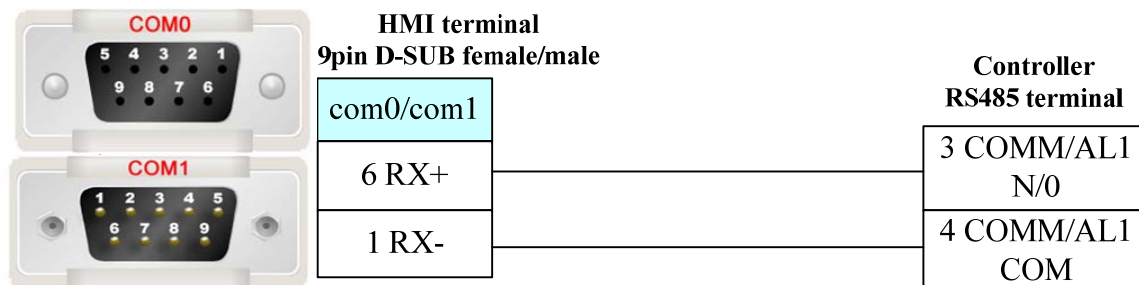 COM0
5 4 3 2 1
9 8 7 6
COM1
1 2 3 4 5
6 7 8 9
HMI terminal
9pin D-SUB female/male
com0/com1
6 RX+
1 RX-
Controller
RS485 terminal
3 COMM/AL1
N/0
4 COMM/AL1
COM